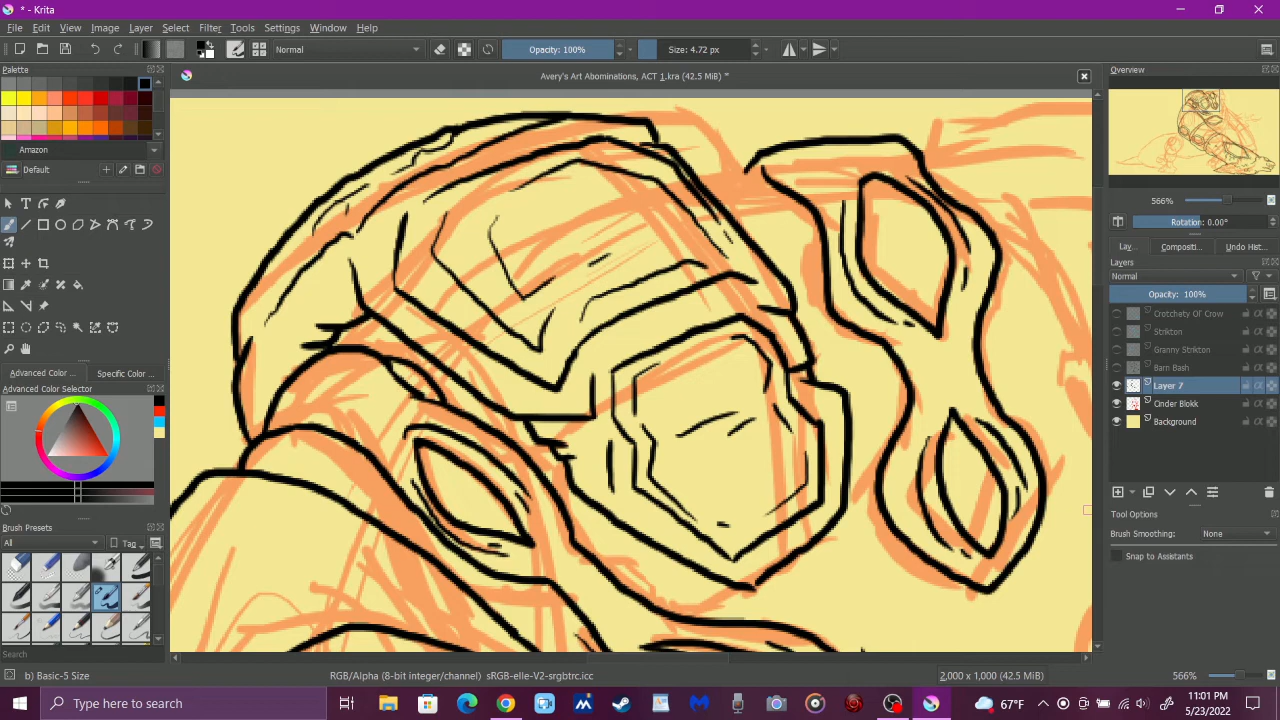 * - Krita
File Edit View Image Layer Select Filter Tools Settings Window Help
Normal Opacity: 100% Size: 4.72 px
Palette
Avery's Art Abominations, ACT 1.kra (42.5 MiB) *
Overview
Amazon
Default
566%
Rotation: 0.00°
Lay... Compositi... Undo Hist...
Layers
Normal
Opacity: 100%
Crotchety Of Crow
Strikton
Granny Strikton
Barn Bash
Layer 7
Cinder Blokk
Background
Advanced Color ... Specific Color ...
Advanced Color Selector
Tool Options
Brush Smoothing: None
Snap to Assistants
Brush Presets
All Tag
Search
b) Basic-5 Size RGB/Alpha (8-bit integer/channel) sRGB-elle-V2-srgbtrc.icc 2,000 x 1,000 (42.5 MiB) 566%
Type here to search 67°F 11:01 PM
5/23/2022